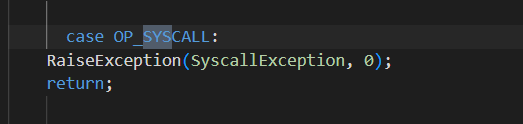 case OP_SYSCALL:
RaiseException(SyscallException, 0);
return;